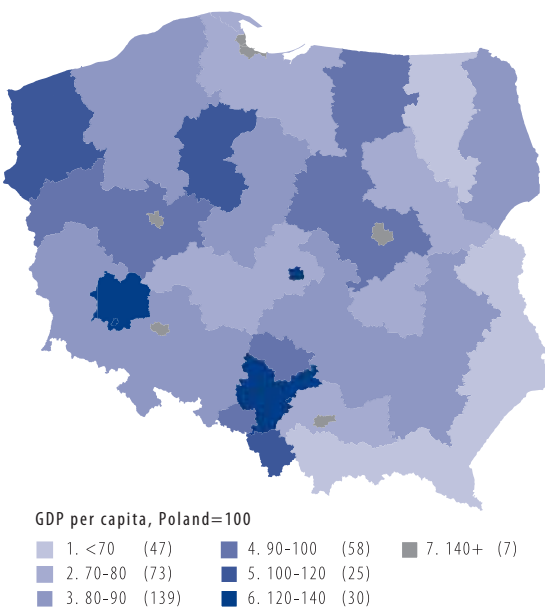 GDP per capita, Poland=100
1. <70 (47) 4. 90-100 (58) 7. 140+ (7)
2. 70-80 (73) 5. 100-120 (25)
3. 80-90 (139) 6. 120-140 (30)